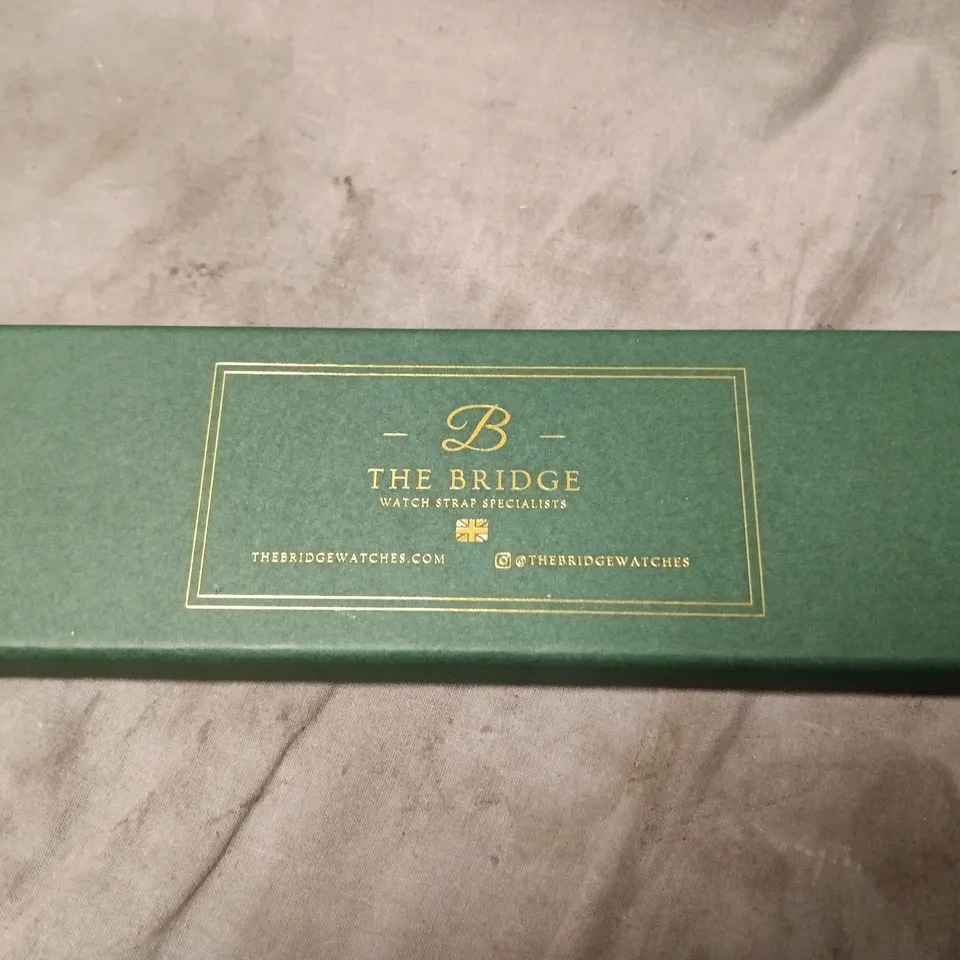 B
THE BRIDGE
WATCH STRAP SPECIALISTS
THEBRIDGEWATCHES.COM @THEBRIDGEWATCHES